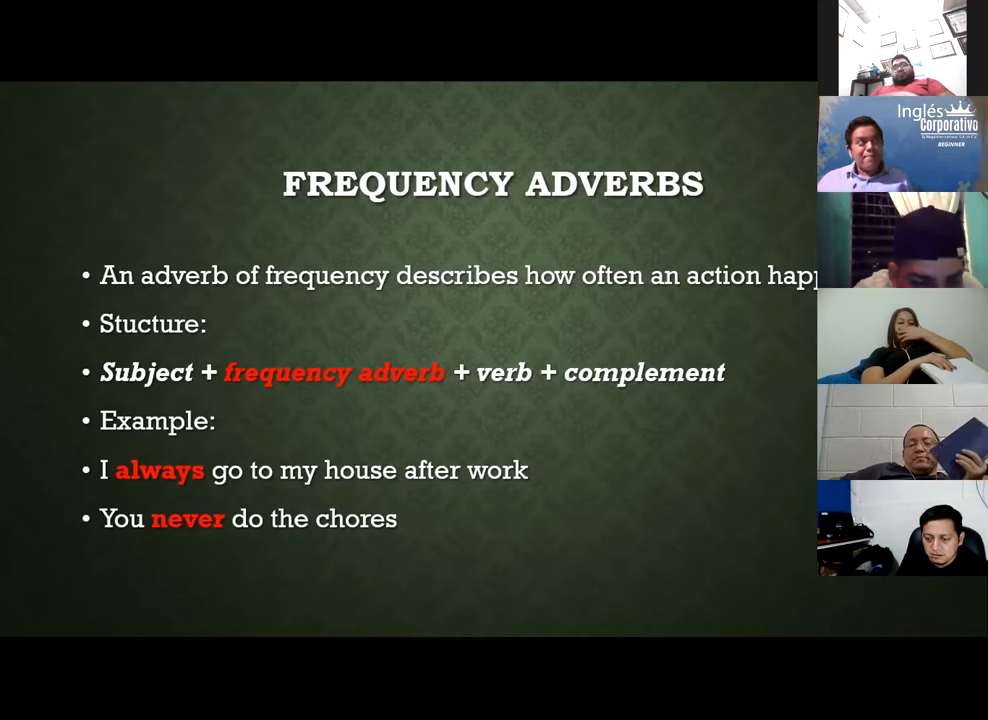 FREQUENCY ADVERBS
• An adverb of frequency describes how often an action
• Stucture:
• Subject + frequency adverb + verb + complement
• Example:
• I always go to my house after work
• You never do the chores
Inglés
Corporativo
BEGINNER